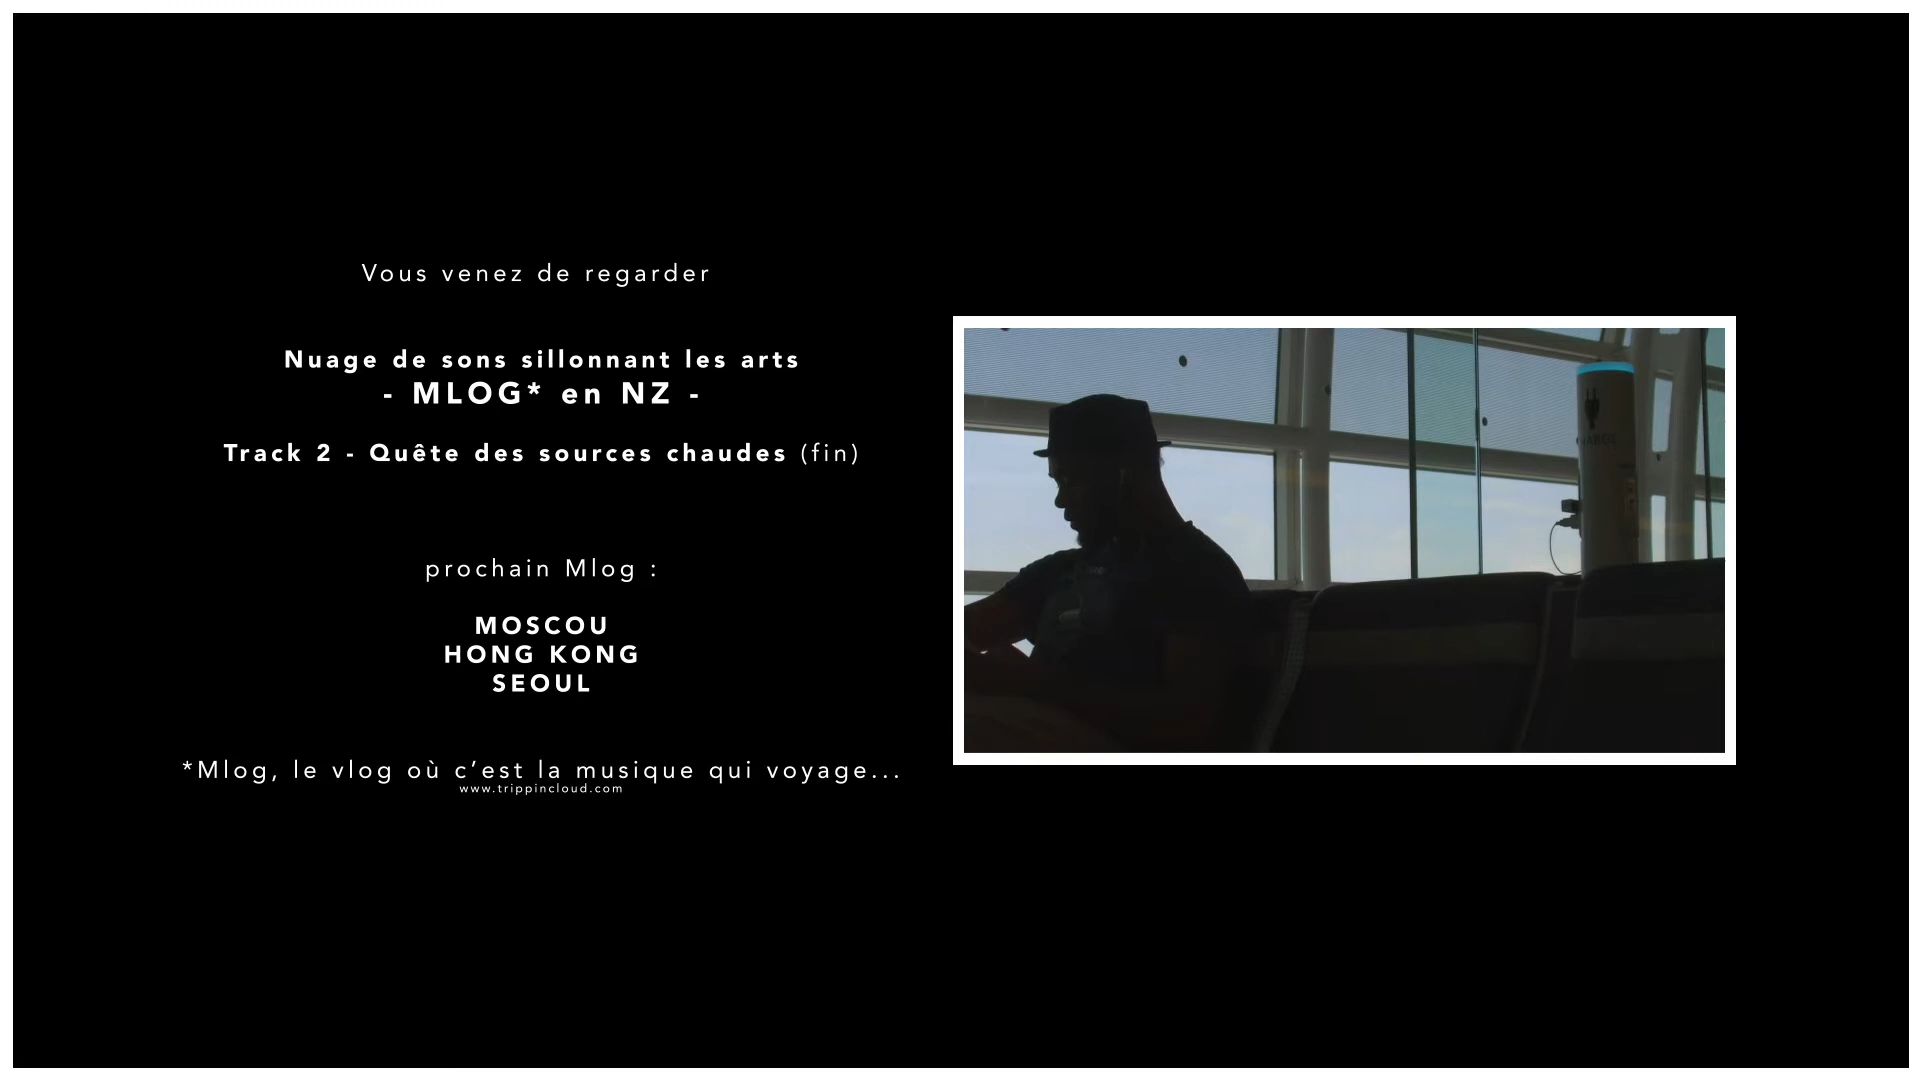 Vous venez de regarder
Nuage de sons sillonnant les arts
- MLOG* en NZ -
Track 2 - Quête des sources chaudes (fin)
prochain Mlog :
MOSCOU
HONG KONG
SEOUL
*Mlog, le vlog où c’est la musique qui voyage...
www.trippincloud.com